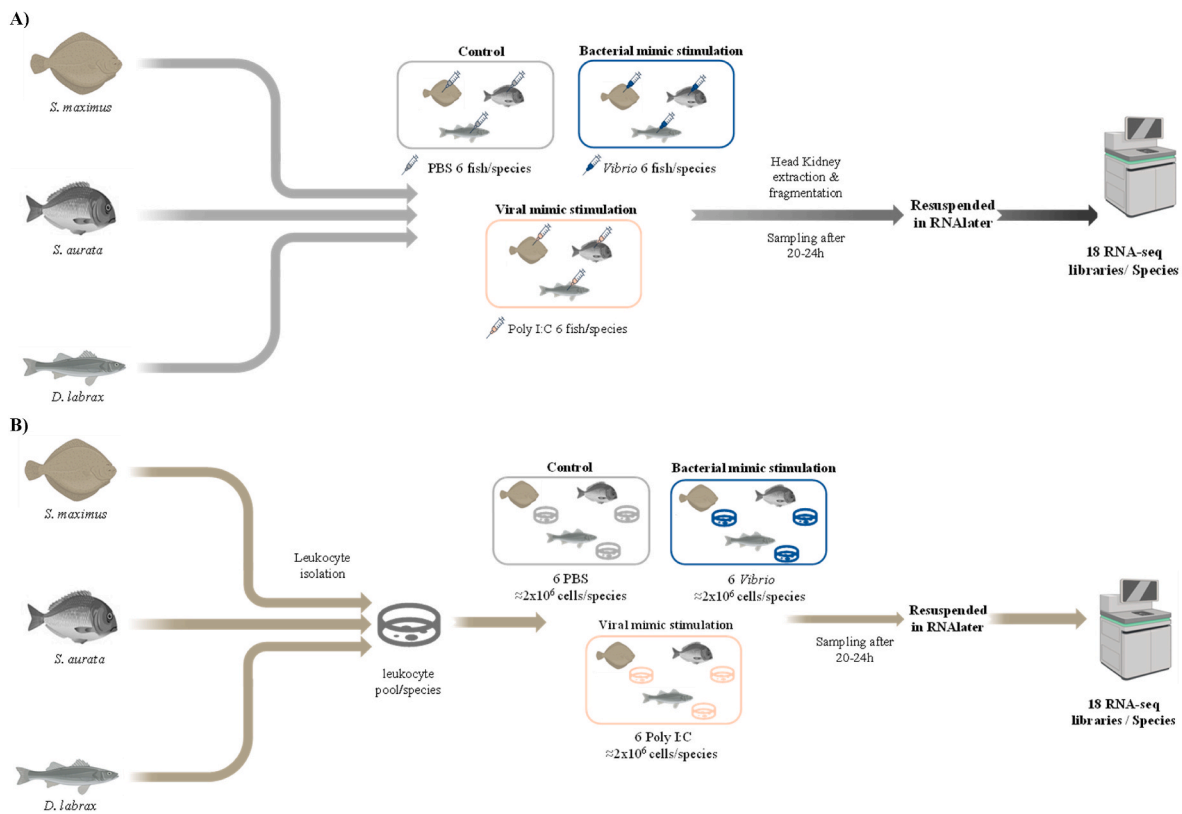 A)
S. maximus
S. aurata
D. labrax
Control
PBS 6 fish/species
Bacterial mimic stimulation
Vibrio 6 fish/species
Viral mimic stimulation
Poly I:C 6 fish/species
Head Kidney
extraction &
fragmentation
Sampling after
20-24h
Resuspended
in RNAlater
18 RNA-seq
libraries/ Species
B)
S. maximus
S. aurata
D. labrax
Leukocyte
isolation
leukocyte
pool/species
Control
6 PBS
≈2x10⁶ cells/species
Bacterial mimic stimulation
6 Vibrio
≈2x10⁶ cells/species
Viral mimic stimulation
6 Poly I:C
≈2x10⁶ cells/species
Sampling after
20-24h
Resuspended
in RNAlater
18 RNA-seq
libraries / Species